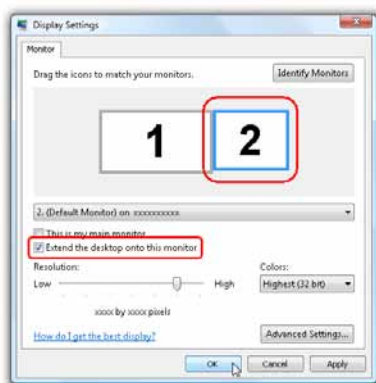 Display Settings
Monitor
Drag the icons to match your monitors.
Identify Monitors
1
2
2. (Default Monitor) on xxxxxxxxxx
This is my main monitor
Extend the desktop onto this monitor
Resolution:
Colors:
Low
High
Highest (32 bit)
xxxx by xxxx pixels
How do I get the best display?
Advanced Settings...
OK
Cancel
Apply